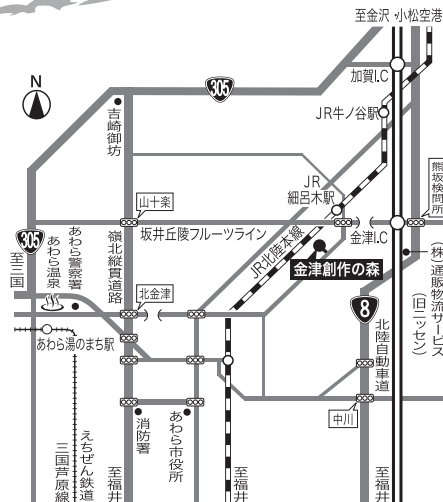 至金沢・小松空港
加賀I.C
305
N
吉崎御坊
JR牛ノ谷駅
熊坂検問所
JR
細呂木駅
山十楽
坂井丘陵フルーツライン
金津I.C
JR北陸本線
金津創作の森
305
至三国
あわら温泉
あわら警察署
嶺北縦貫道路
北金津
(株)通販物流サービス
(旧ニッセン)
8
北陸自動車道
あわら湯のまち駅
中川
消防署
あわら市役所
三国芦原線
えちぜん鉄道
至福井
至福井
至福井